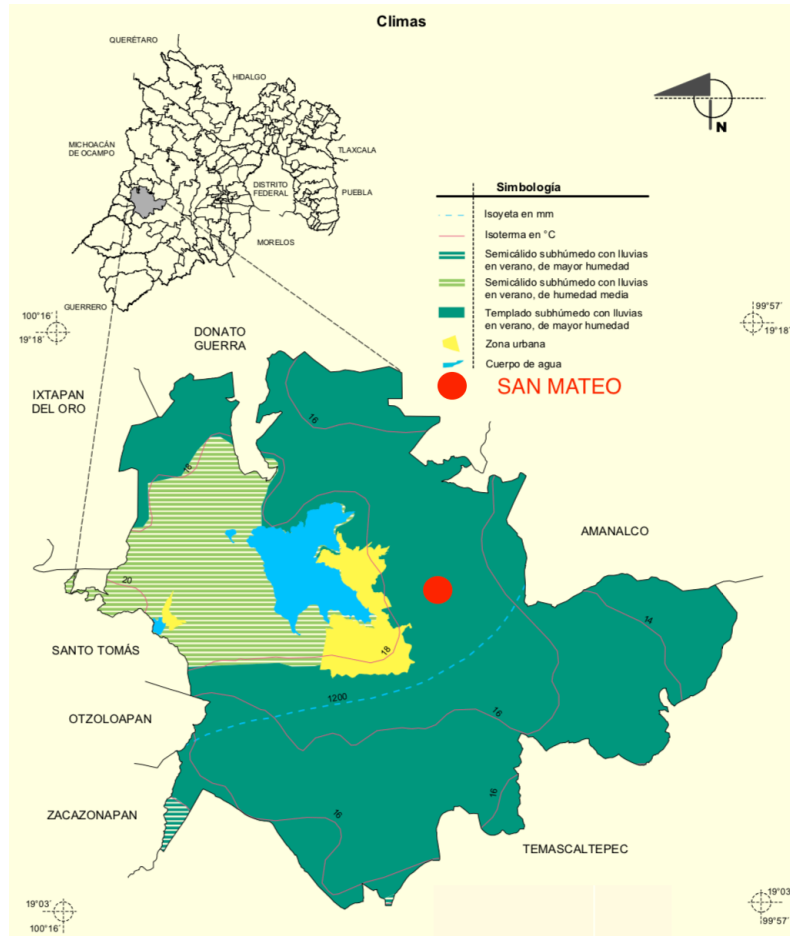 Climas
QUERÉTARO
HIDALGO
MICHOACÁN
DE OCAMPO
TLAXCALA
DISTRITO
FEDERAL
PUEBLA
MORELOS
GUERRERO
N
Simbología
Isoyeta en mm
Isoterma en °C
Semicálido subhúmedo con lluvias
en verano, de mayor humedad
Semicálido subhúmedo con lluvias
en verano, de humedad media
Templado subhúmedo con lluvias
en verano, de mayor humedad
Zona urbana
Cuerpo de agua
SAN MATEO
100°16´
19°18´
99°57´
19°18´
DONATO
GUERRA
IXTAPAN
DEL ORO
16
18
AMANALCO
20
14
SANTO TOMÁS
18
1200
16
OTZOLOAPAN
16
16
ZACAZONAPAN
TEMASCALTEPEC
19°03´
100°16´
19°03´
99°57´